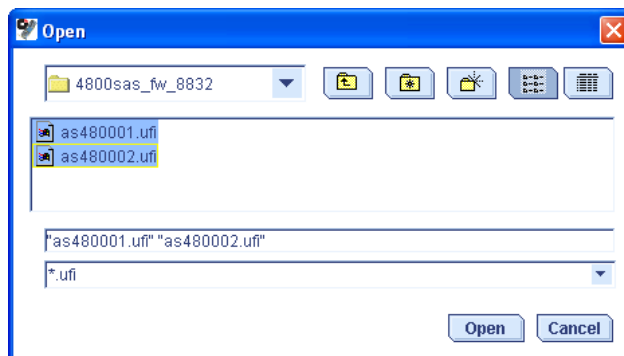 Open
4800sas_fw_8832
as480001.ufi
as480002.ufi
"as480001.ufi" "as480002.ufi"
*.ufi
Open Cancel